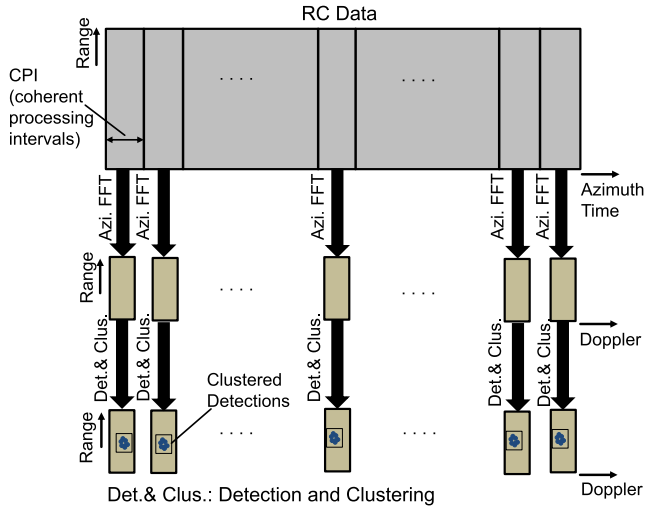 RC Data
Range
CPI
(coherent
processing
intervals)
. . . .
. . . .
Azimuth
Time
Azi. FFT
Azi. FFT
Azi. FFT
Azi. FFT
Azi. FFT
Range
. . . .
. . . .
Doppler
Det.& Clus.
Det.& Clus.
Det.& Clus.
Det.& Clus.
Det.& Clus.
Clustered
Detections
Range
. . . .
. . . .
Doppler
Det.& Clus.: Detection and Clustering